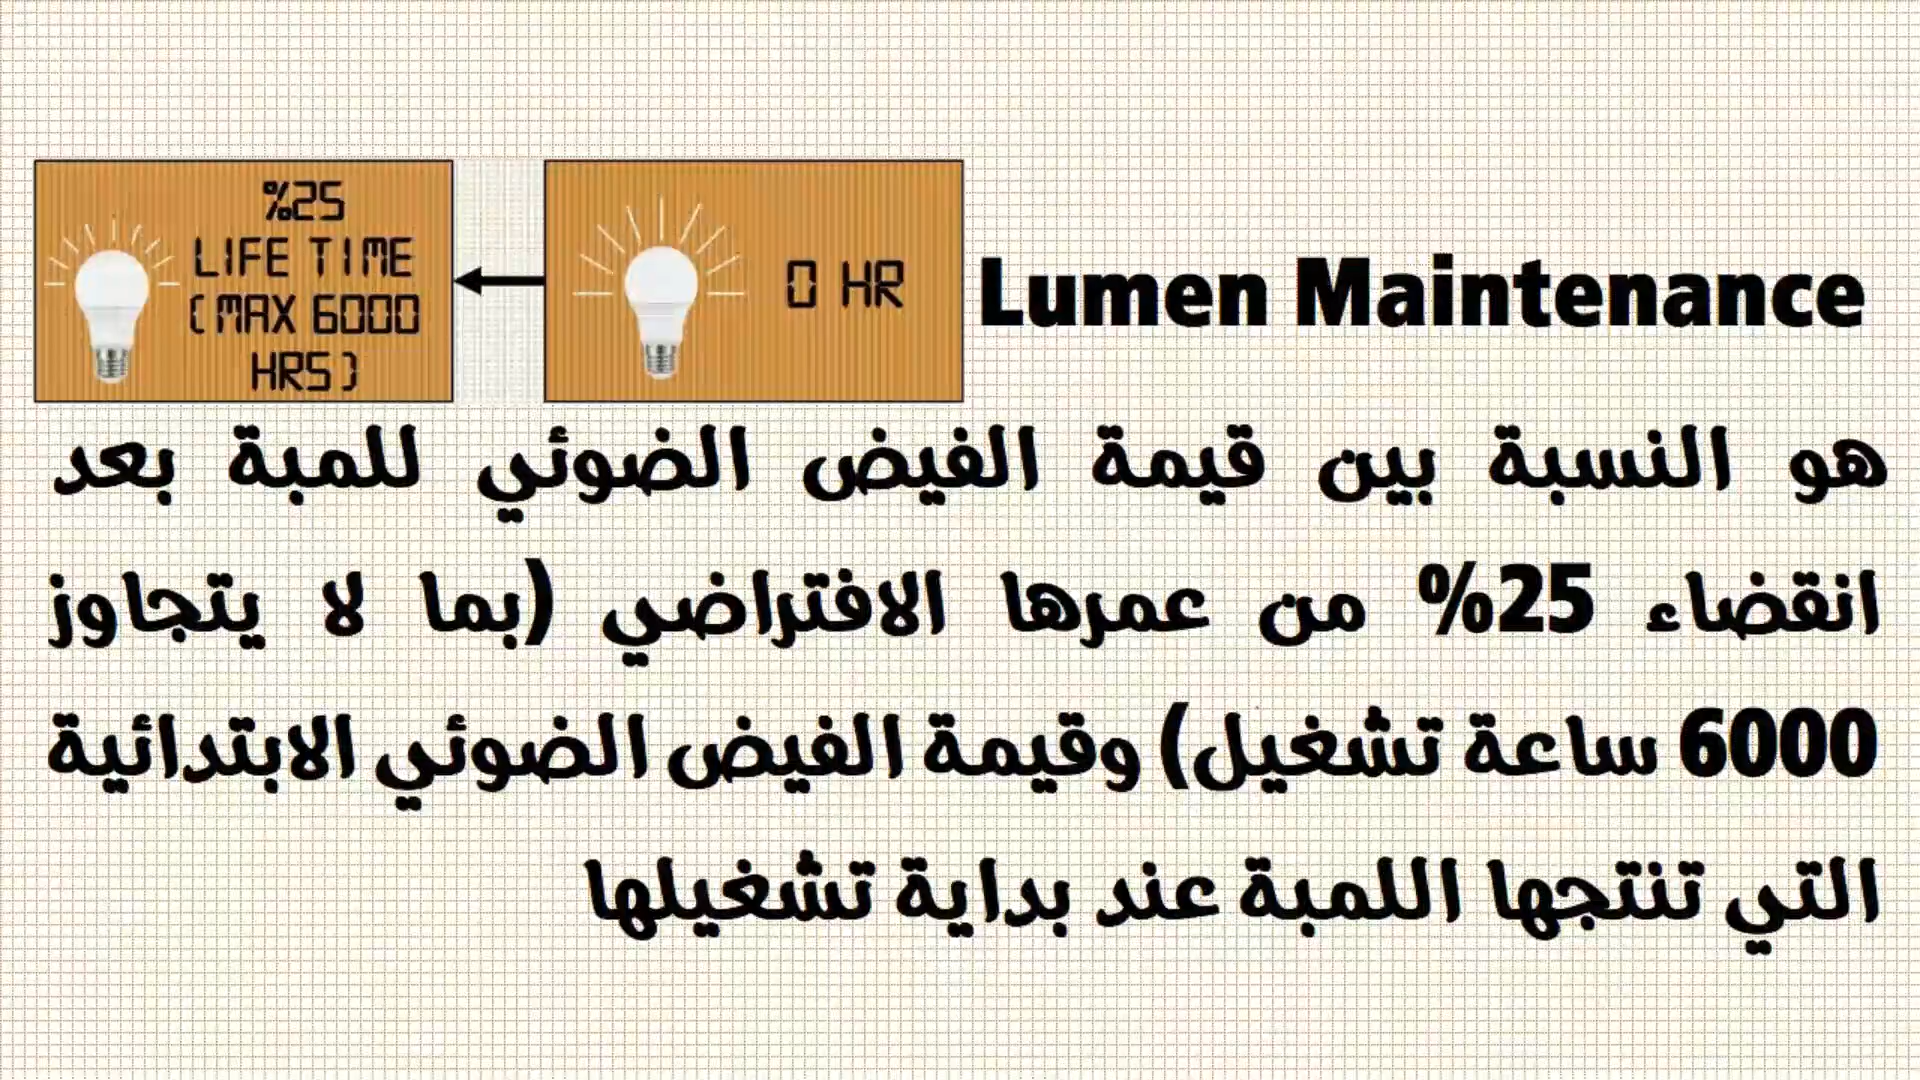 Lumen Maintenance
0 HR
%25
LIFE TIME
(MAX 6000
HRS)
هو النسبة بين قيمة الفيض الضوئي للمبة بعد
انقضاء 25% من عمرها الافتراضي (بما لا يتجاوز
6000 ساعة تشغيل) وقيمة الفيض الضوئي الابتدائية
التي تنتجها اللمبة عند بداية تشغيلها